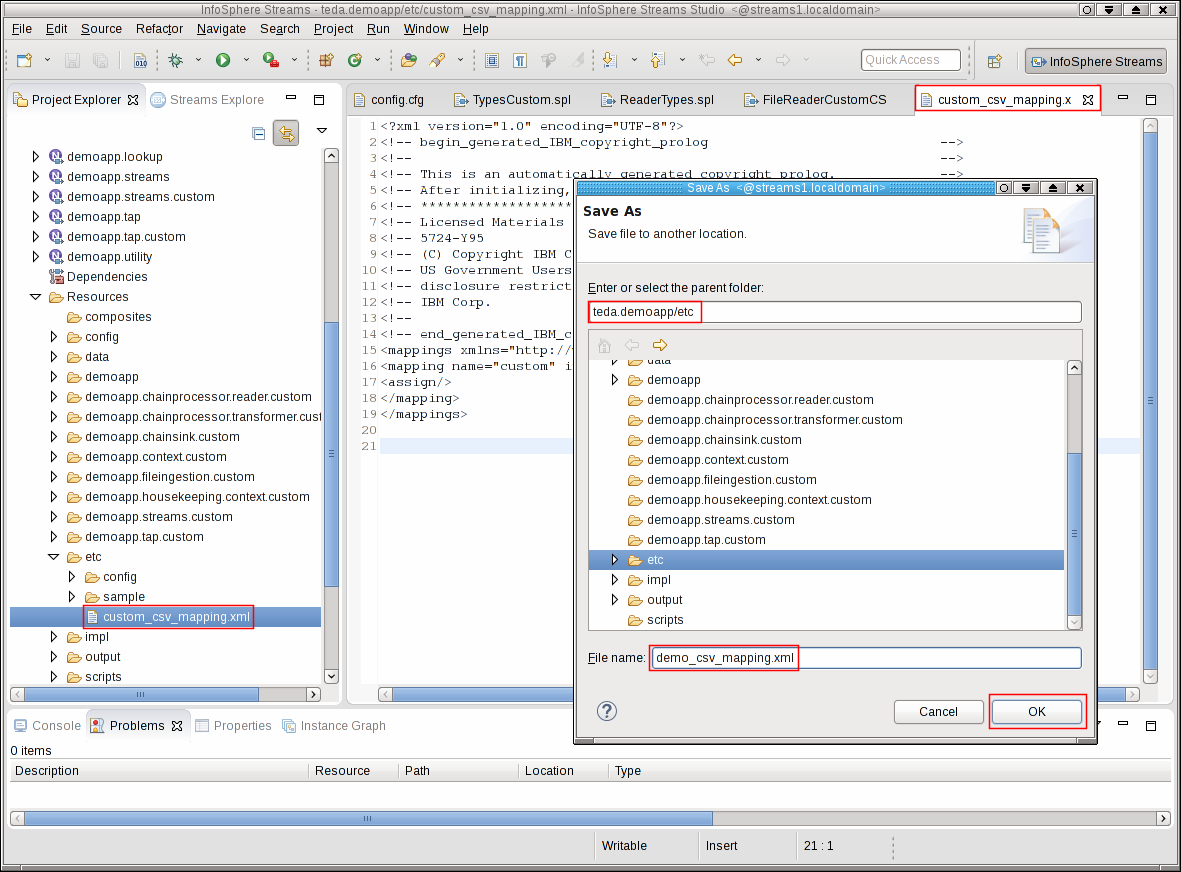 InfoSphere Streams - teda.demoapp/etc/custom_csv_mapping.xml - InfoSphere Streams Studio <@streams1.localdomain>
File Edit Source Refactor Navigate Search Project Run Window Help
Quick Access
InfoSphere Streams
Project Explorer
Streams Explore
demoapp.lookup
demoapp.streams
demoapp.streams.custom
demoapp.tap
demoapp.tap.custom
demoapp.utility
Dependencies
Resources
composites
config
data
demoapp
demoapp.chainprocessor.reader.custom
demoapp.chainprocessor.transformer.cust
demoapp.chainsink.custom
demoapp.context.custom
demoapp.fileingestion.custom
demoapp.housekeeping.context.custom
demoapp.streams.custom
demoapp.tap.custom
etc
config
sample
custom_csv_mapping.xml
impl
output
scripts
config.cfg
TypesCustom.spl
ReaderTypes.spl
FileReaderCustomCS
custom_csv_mapping.x
1 <?xml version="1.0" encoding="UTF-8"?>
2 <!-- begin_generated_IBM_copyright_prolog -->
3 <!-- -->
4 <!-- This is an automatically generated copyright prolog. -->
5 <!-- After initializing,
6 <!-- *******************
7 <!-- Licensed Materials
8 <!-- 5724-Y95
9 <!-- (C) Copyright IBM C
10 <!-- US Government Users
11 <!-- disclosure restrict
12 <!-- IBM Corp.
13 <!--
14 <!-- end_generated_IBM_c
15 <mappings xmlns="http://
16 <mapping name="custom" i
17 <assign/>
18 </mapping>
19 </mappings>
20
21
Save As <@streams1.localdomain>
Save As
Save file to another location.
Enter or select the parent folder:
teda.demoapp/etc
data
demoapp
demoapp.chainprocessor.reader.custom
demoapp.chainprocessor.transformer.custom
demoapp.chainsink.custom
demoapp.context.custom
demoapp.fileingestion.custom
demoapp.housekeeping.context.custom
demoapp.streams.custom
demoapp.tap.custom
etc
impl
output
scripts
File name: demo_csv_mapping.xml
Cancel
OK
Console
Problems
Properties
Instance Graph
0 items
Description Resource Path Location Type
Writable Insert 21 : 1